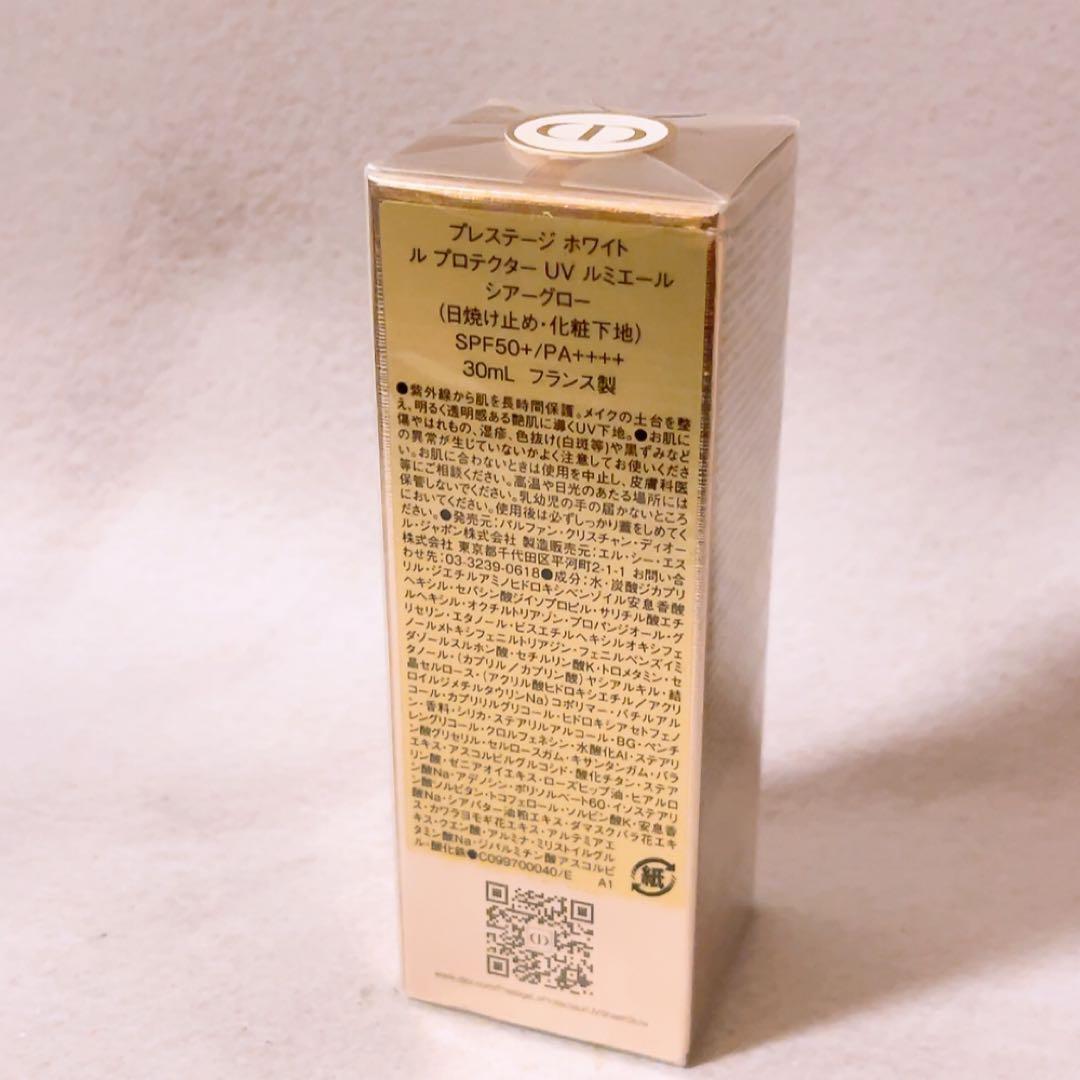 プレステージ ホワイト
ル プロテクター UV ルミエール
シアーグロー
(日焼け止め・化粧下地)
SPF50+/PA++++
30mL フランス製
●紫外線から肌を長時間保護。メイクの土台を整
え、明るく透明感ある艶肌に導くUV下地。●お肌に
傷やはれもの、湿疹、色抜け(白斑等)や黒ずみなど
の異常が生じていないかよく注意してお使いくださ
い。お肌に合わないときは使用を中止し、皮膚科医
等にご相談ください。高温や日光のあたる場所には
保管しないでください。乳幼児の手の届かないところ
においてください。使用後は必ずしっかり蓋をしめてく
ださい。●発売元:パルファン・クリスチャン・ディオー
ル・ジャポン株式会社 製造販売元:エル・シー・エス
株式会社 東京都千代田区平河町2-1-1 お問い合
わせ先:03-3239-0618●成分:水・炭酸ジカプリ
リル・ジエチルアミノヒドロキシベンゾイル安息香酸
ヘキシル・セバシン酸ジイソプロピル・サリチル酸エチ
ルヘキシル・オクチルトリアゾン・プロパンジオール・グ
リセリン・エタノール・ビスエチルヘキシルオキシフェ
ノールメトキシフェニルトリアジン・フェニルベンズイミ
ダゾールスルホン酸・セチルリン酸K・トロメタミン・セ
タノール・(カプリル/カプリン酸)ヤシアルキル・結
晶セルロース・(アクリル酸ヒドロキシエチル/アクリ
ロイルジメチルタウリンNa)コポリマー・バチルアル
コール・カプリリルグリコール・ヒドロキシアセトフェノ
ン・香料・シリカ・ステアリルアルコール・BG・ペンチ
レングリコール・クロルフェネシン・水酸化Al・ステアリ
ン酸グリセリル・セルロースガム・キサンタンガム・バラ
エキス・アスコルビルグルコシド・酸化チタン・ステア
リン酸・ゼニアオイエキス・ローズヒップ油・ヒアルロ
ン酸Na・アデノシン・ポリソルベート60・イソステアリ
ン酸ソルビタン・トコフェロール・ソルビン酸K・安息香
酸Na・シアバター油粕エキス・ダマスクバラ花エキ
ス・カワラヨモギ花エキス・アルテミアエ
キス・クエン酸・アルミナ・ミリストイルグル
タミン酸Na・ジパルミチン酸アスコルビ
ル・酸化鉄●C099700040/E A1
紙